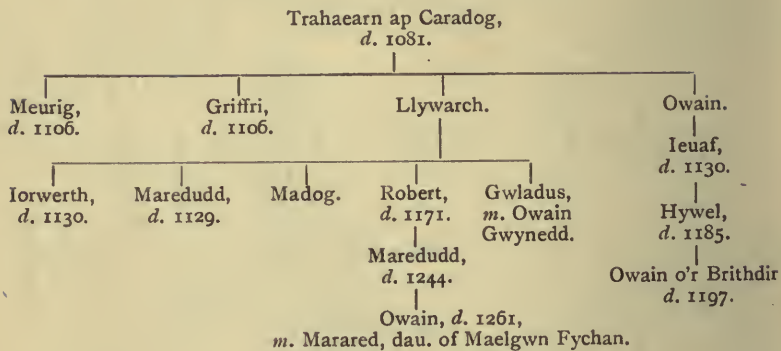 Trahaearn ap Caradog,
d. 1081.
Meurig,
d. 1106.
Griffri,
d. 1106.
Llywarch.
Owain.
Ieuaf,
d. 1130.
Iorwerth,
d. 1130.
Maredudd,
d. 1129.
Madog.
Robert,
d. 1171.
Gwladus,
m. Owain
Gwynedd.
Hywel,
d. 1185.
Maredudd,
d. 1244.
Owain o'r Brithdir
d. 1197.
Owain, d. 1261,
m. Marared, dau. of Maelgwn Fychan.